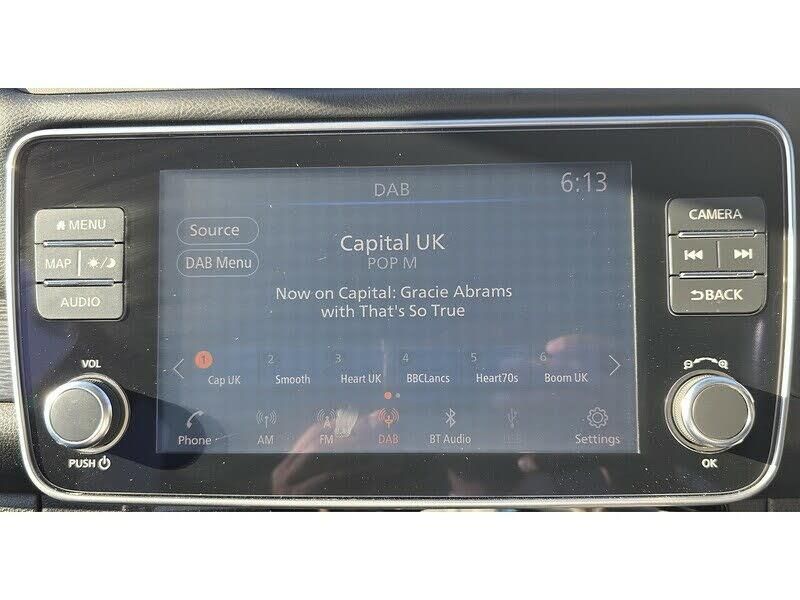 DAB
6:13
MENU
MAP
AUDIO
VOL
PUSH
Source
DAB Menu
Capital UK
POP M
Now on Capital: Gracie Abrams
with That's So True
1 2 3 4 5 6
Cap UK Smooth Heart UK BBCLancs Heart70s Boom UK
Phone AM FM DAB BT Audio Settings
CAMERA
BACK
OK